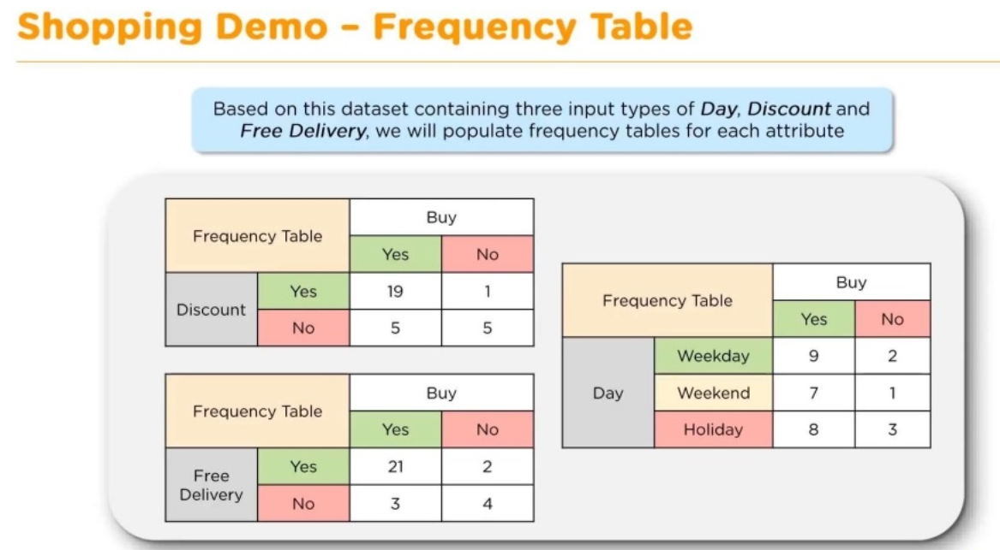 Shopping Demo – Frequency Table
Based on this dataset containing three input types of Day, Discount and
Free Delivery, we will populate frequency tables for each attribute
Frequency Table
Buy
Yes No
Discount
Yes 19 1
No 5 5
Frequency Table
Buy
Yes No
Free
Delivery
Yes 21 2
No 3 4
Frequency Table
Buy
Yes No
Day
Weekday 9 2
Weekend 7 1
Holiday 8 3